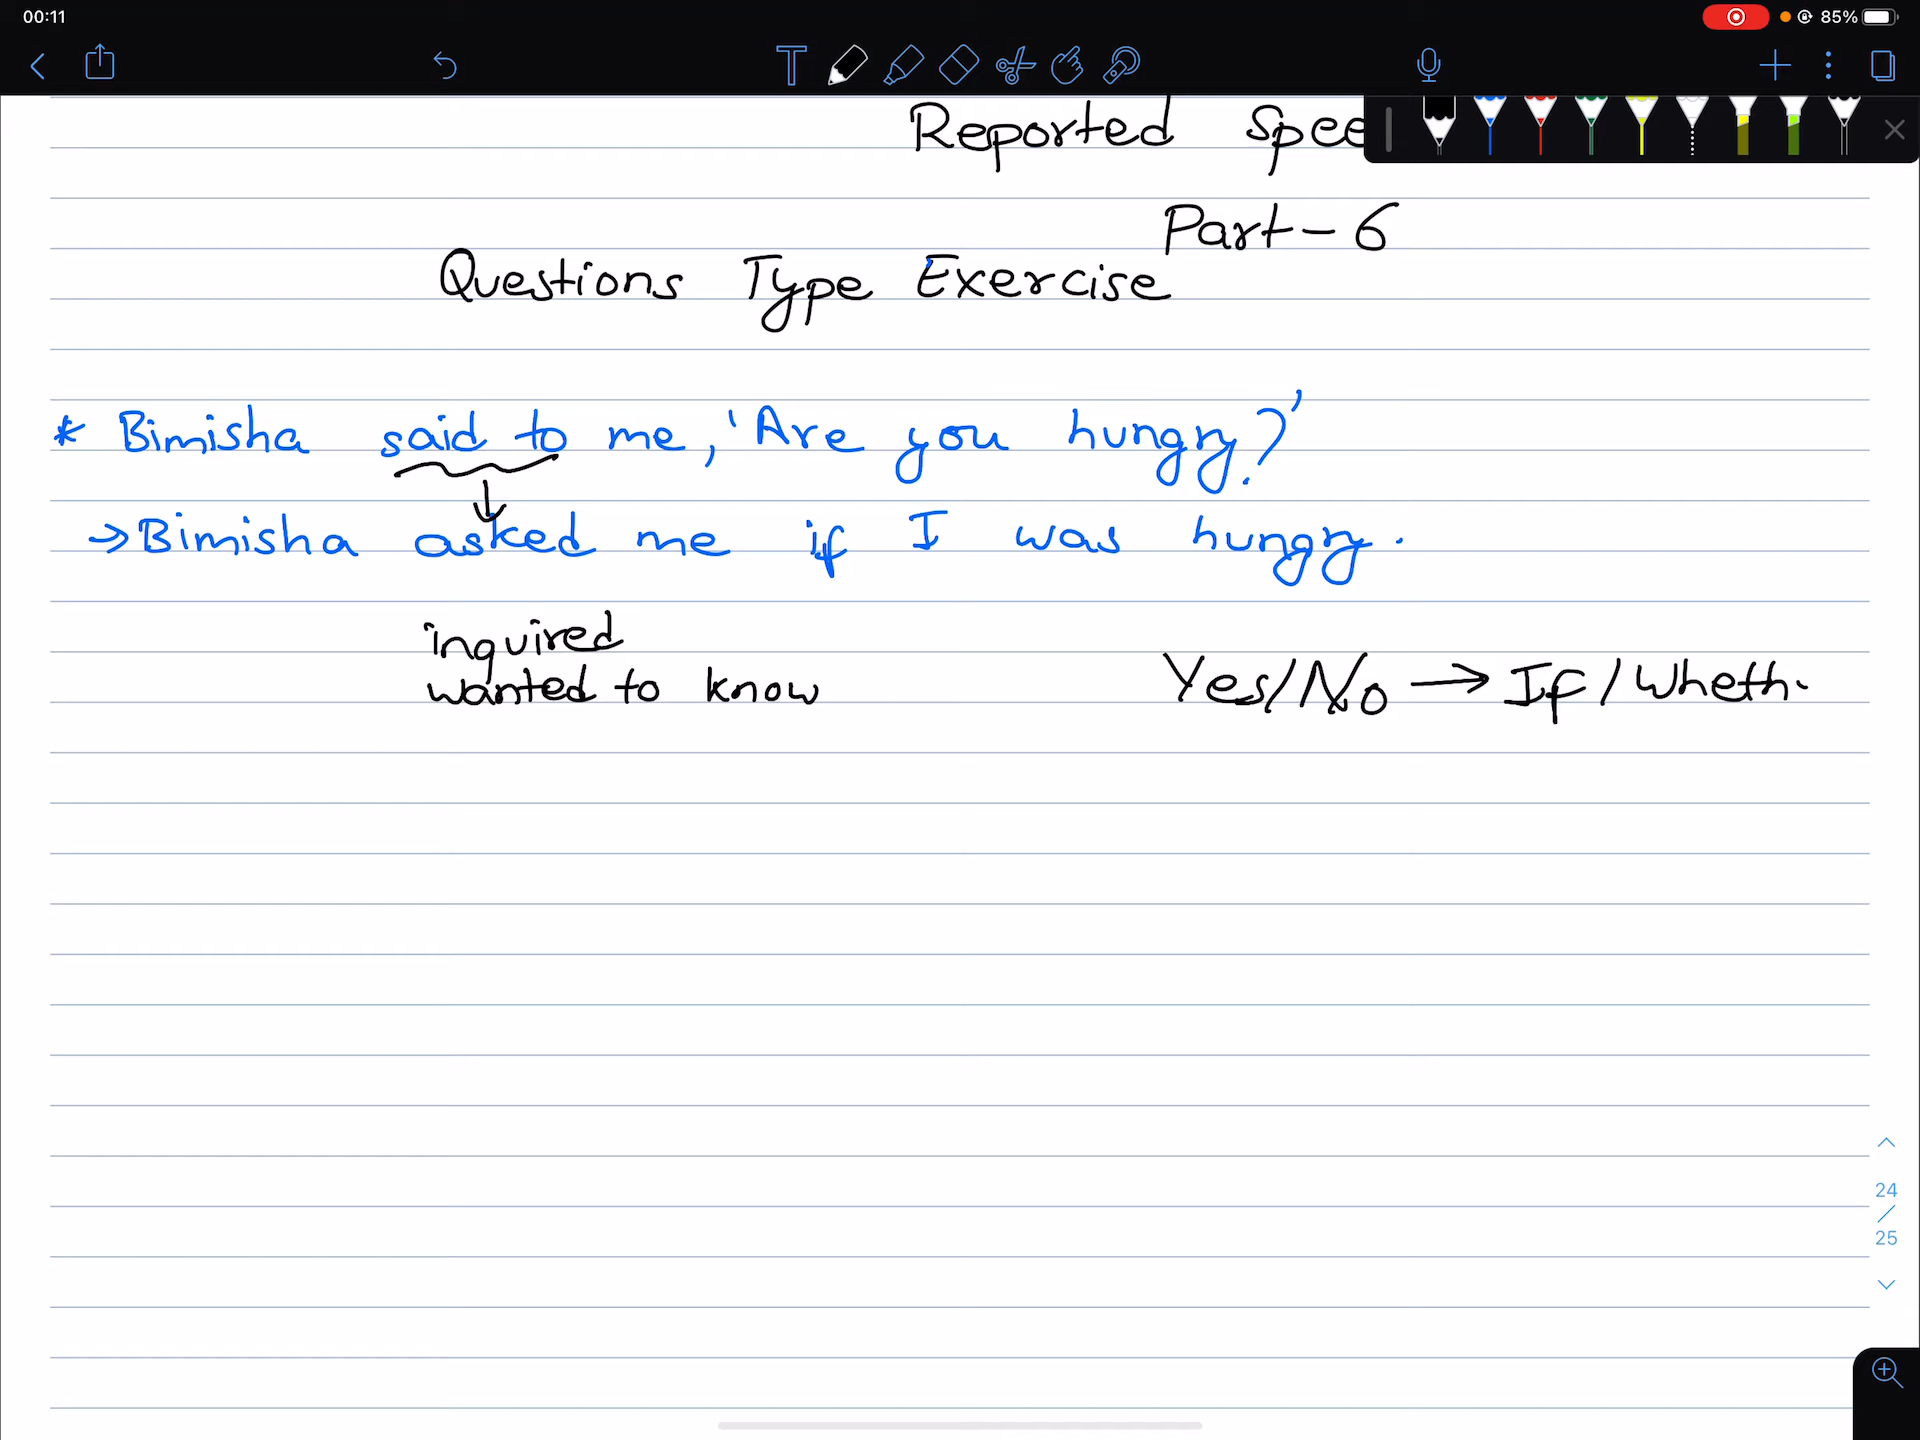 00:11
85%
Reported Spee
Part - 6
Questions Type Exercise
* Bimisha said to me, 'Are you hungry?'
→ Bimisha asked me if I was hungry.
inquired
wanted to know
Yes/No → If / Wheth
24
/
25